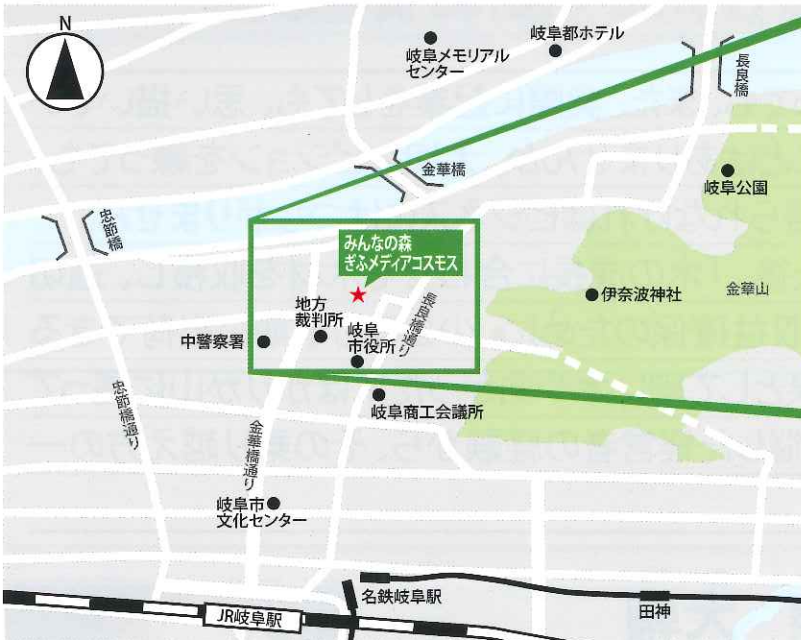 N
岐阜メモリアル
センター
岐阜都ホテル
長良橋
金華橋
岐阜公園
忠節橋
みんなの森
ぎふメディアコスモス
伊奈波神社
金華山
地方
裁判所
長良橋通り
中警察署
岐阜
市役所
岐阜商工会議所
忠節橋通り
金華橋通り
岐阜市
文化センター
名鉄岐阜駅
田神
JR岐阜駅